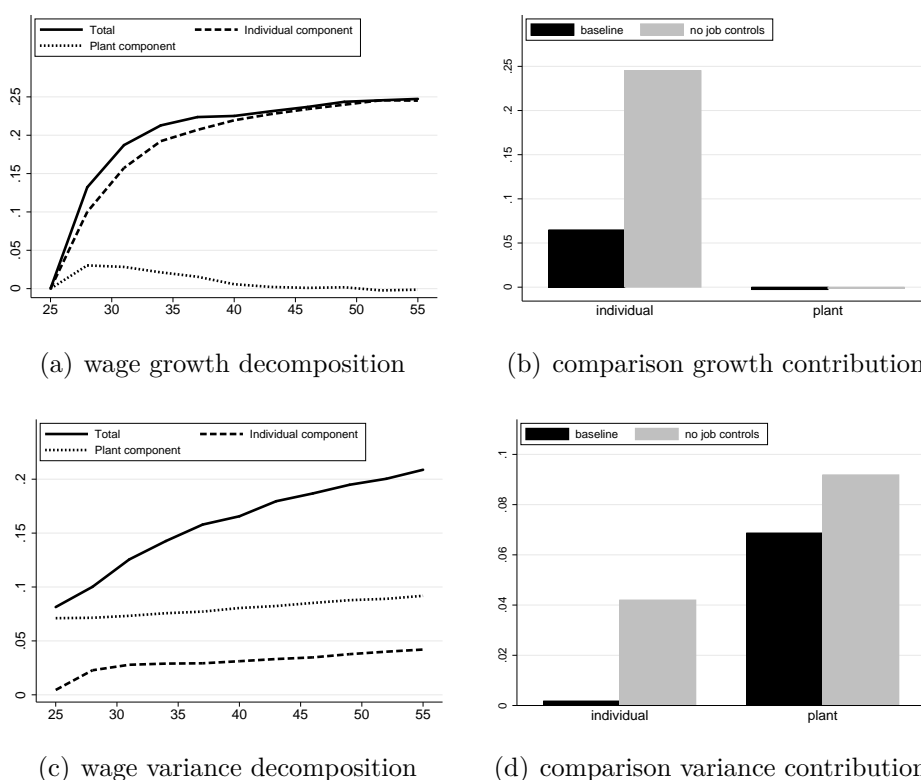 Total
Individual component
Plant component
.25
.2
.15
.1
.05
0
25 30 35 40 45 50 55
(a) wage growth decomposition
baseline
no job controls
.25
.2
.15
.1
.05
0
individual
plant
(b) comparison growth contribution
Total
Individual component
Plant component
.2
.15
.1
.05
0
25 30 35 40 45 50 55
(c) wage variance decomposition
baseline
no job controls
.1
.08
.06
.04
.02
0
individual
plant
(d) comparison variance contribution